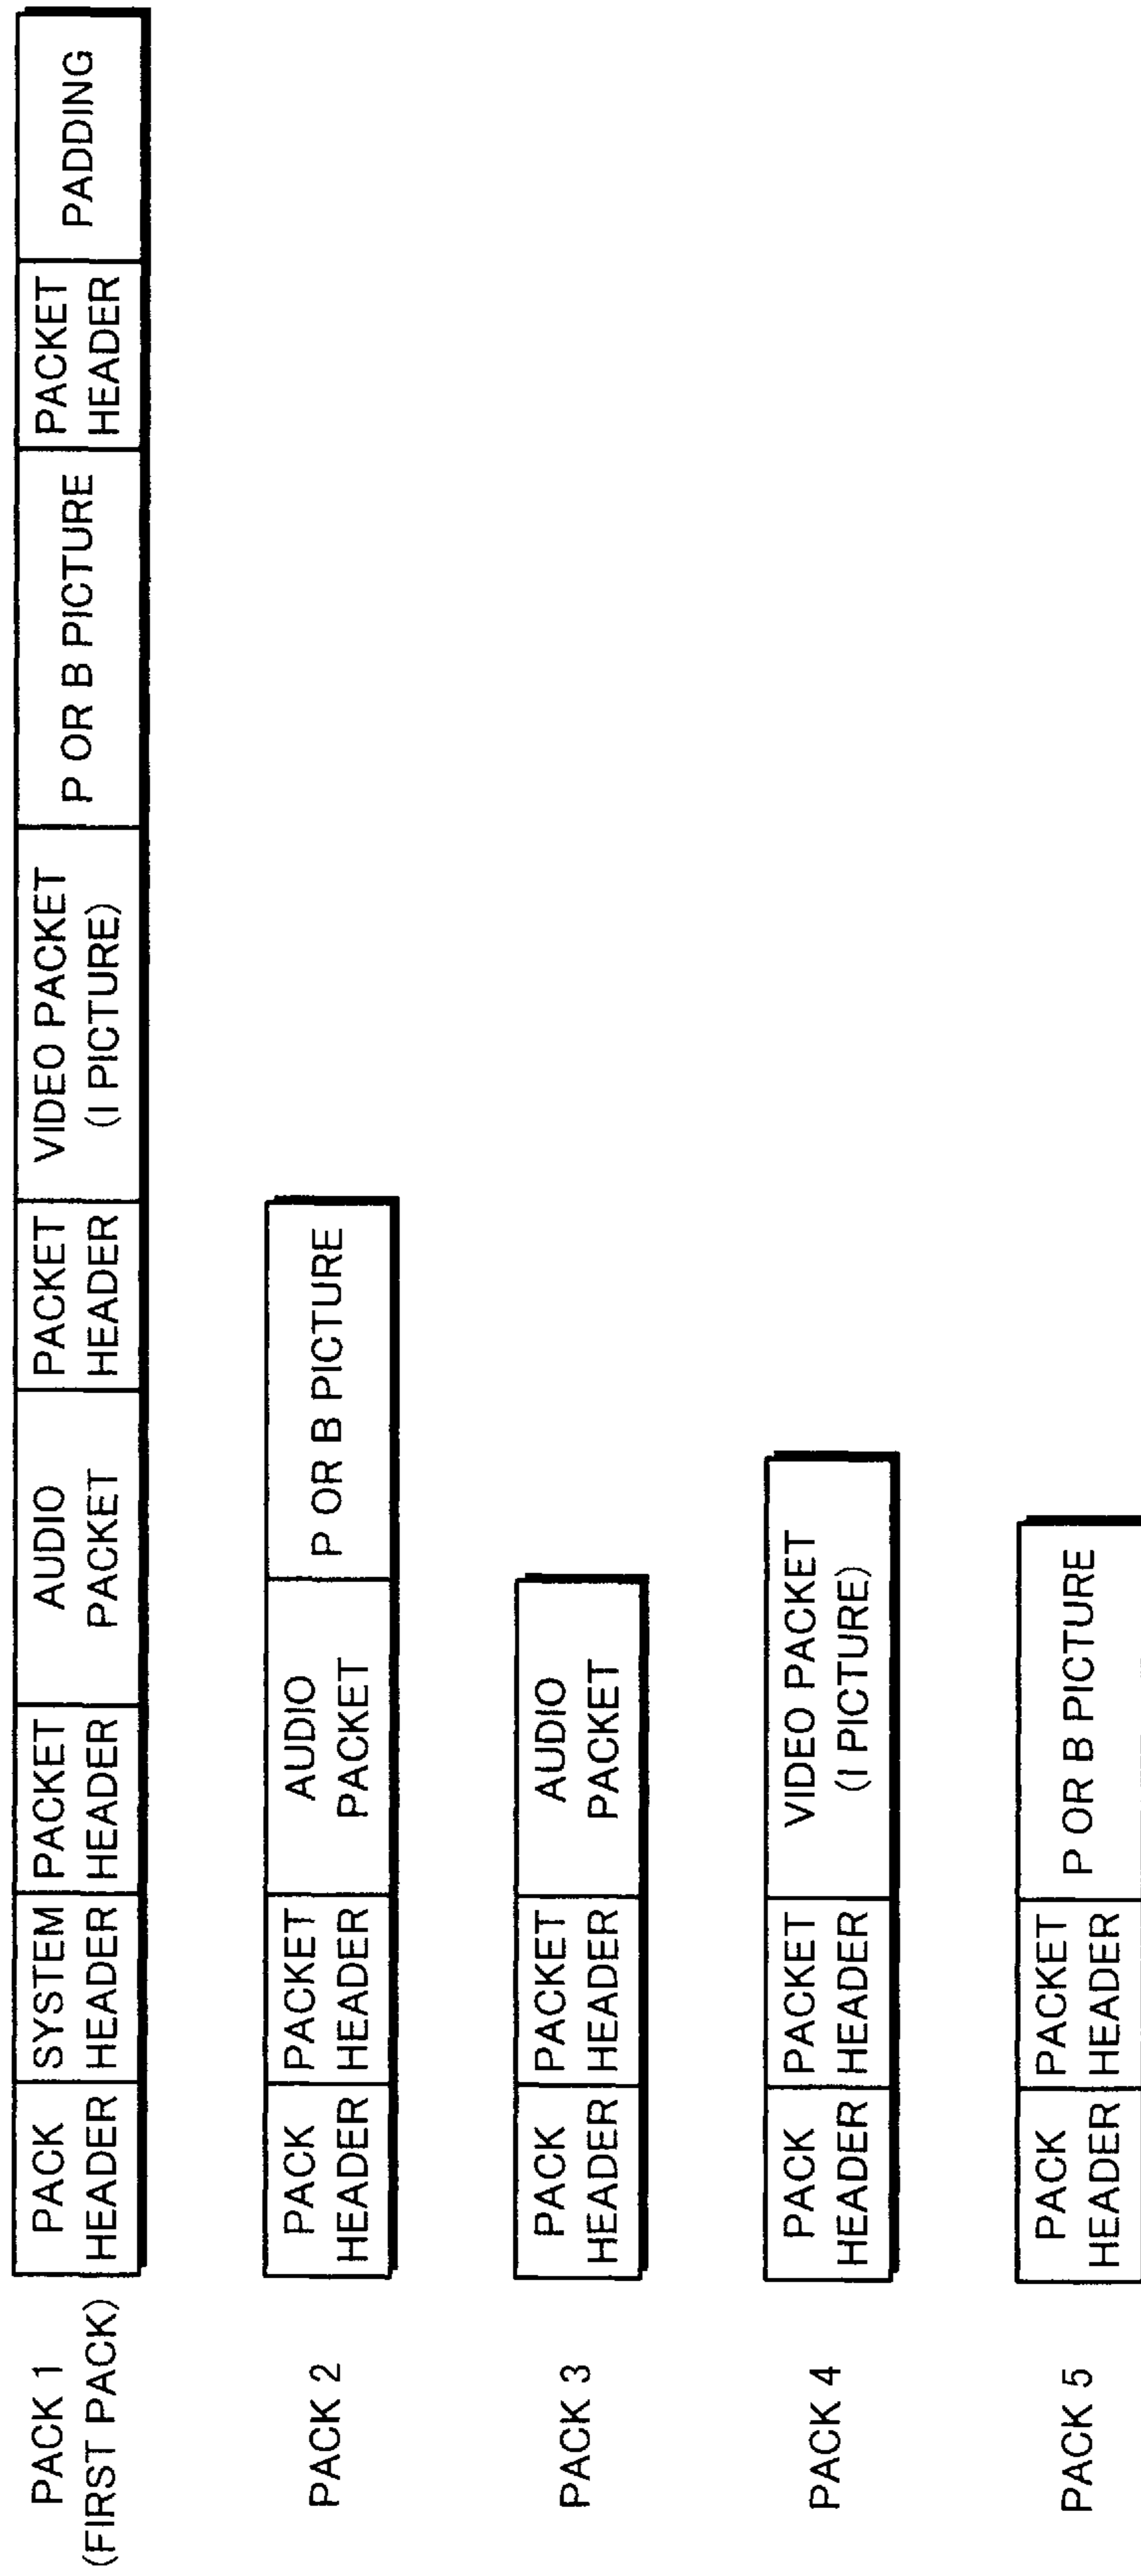 PACK 1
(FIRST PACK)
PACK
HEADER
SYSTEM
HEADER
PACKET
HEADER
AUDIO
PACKET
PACKET
HEADER
VIDEO PACKET
(I PICTURE)
P OR B PICTURE
PACKET
HEADER
PADDING
PACK 2
PACK
HEADER
PACKET
HEADER
AUDIO
PACKET
P OR B PICTURE
PACK 3
PACK
HEADER
PACKET
HEADER
AUDIO
PACKET
PACK 4
PACK
HEADER
PACKET
HEADER
VIDEO PACKET
(I PICTURE)
PACK 5
PACK
HEADER
PACKET
HEADER
P OR B PICTURE